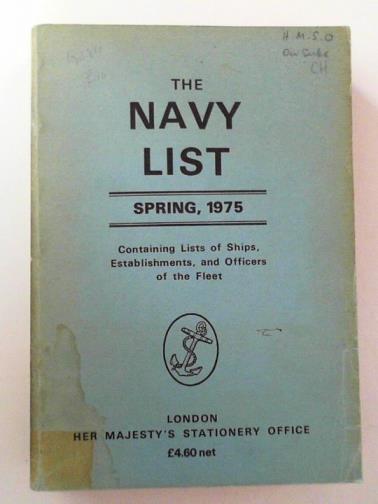 H.M.S.O
CH
THE
NAVY
LIST
SPRING, 1975
Containing Lists of Ships,
Establishments, and Officers
of the Fleet
LONDON
HER MAJESTY'S STATIONERY OFFICE
£4.60 net